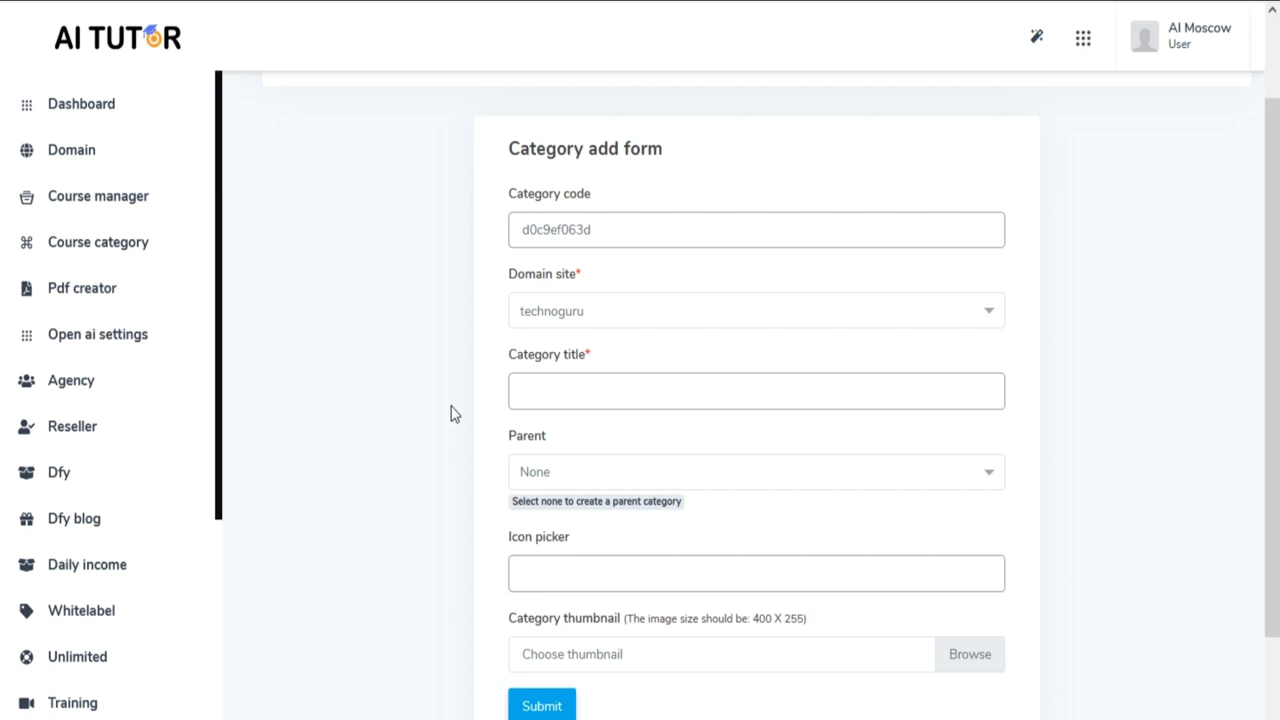 AI TUTOR
AI Moscow
User
Dashboard
Domain
Course manager
Course category
Pdf creator
Open ai settings
Agency
Reseller
Dfy
Dfy blog
Daily income
Whitelabel
Unlimited
Training
Category add form
Category code
d0c9ef063d
Domain site*
technoguru
Category title*
Parent
None
Select none to create a parent category
Icon picker
Category thumbnail (The image size should be: 400 X 255)
Choose thumbnail
Browse
Submit